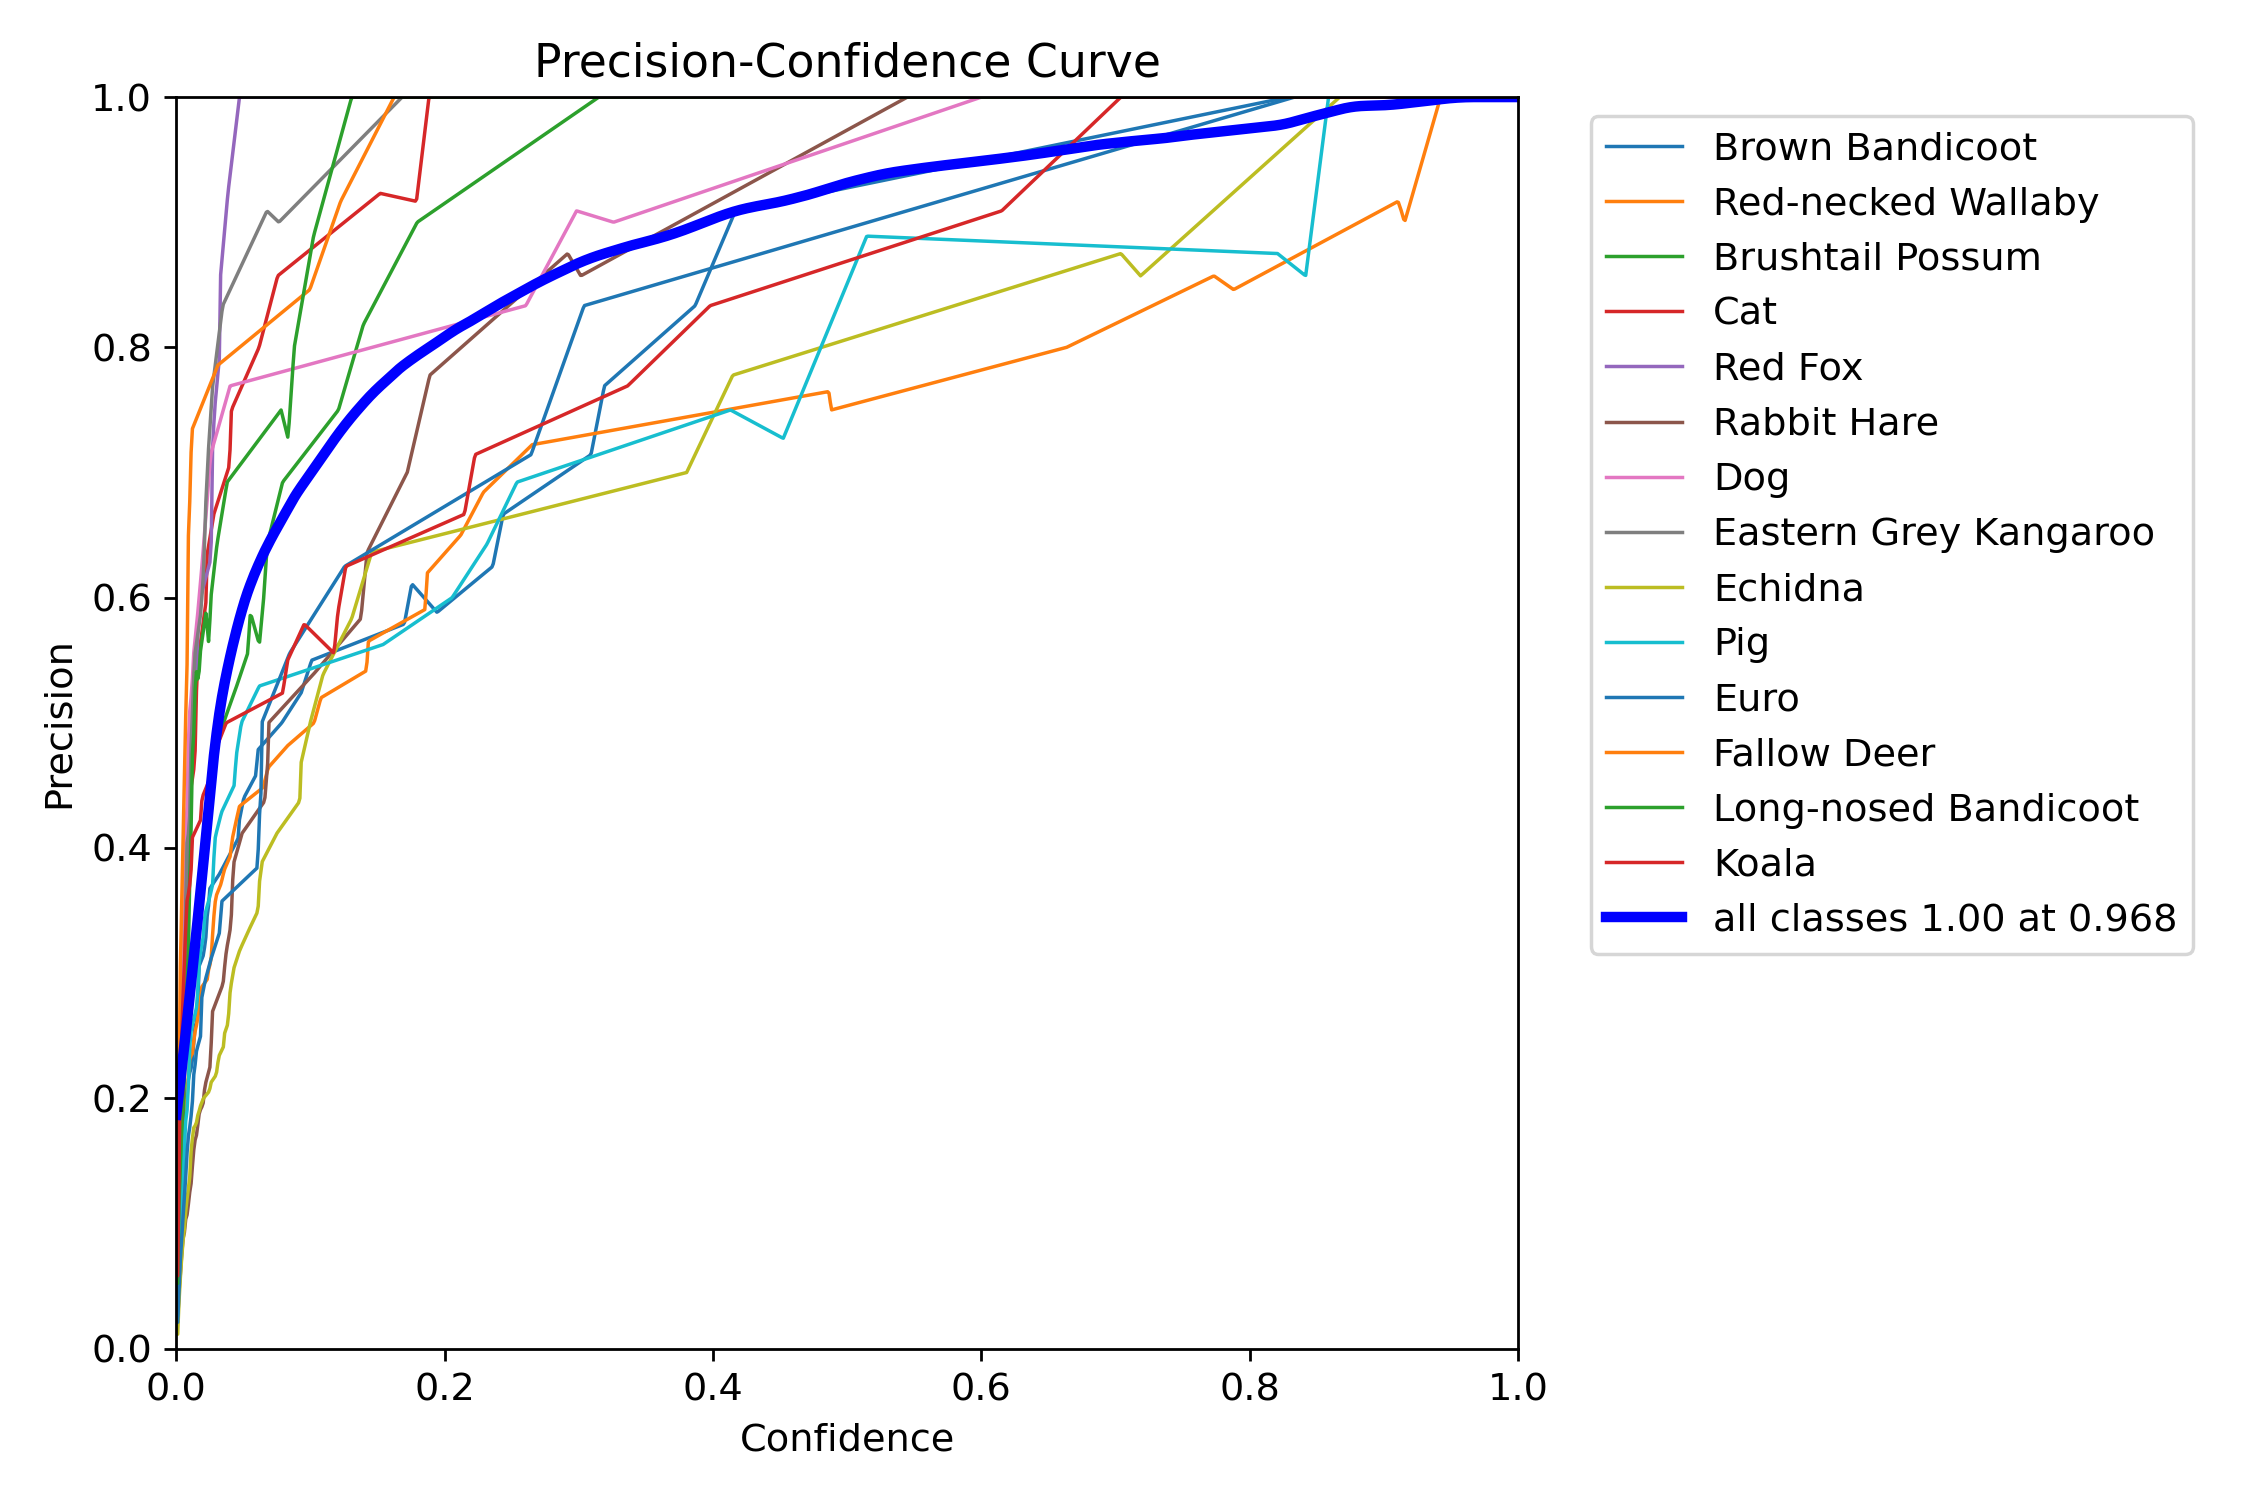 Precision-Confidence Curve
1.0
0.8
0.6
0.4
0.2
0.0
Precision
0.0 0.2 0.4 0.6 0.8 1.0
Confidence
Brown Bandicoot
Red-necked Wallaby
Brushtail Possum
Cat
Red Fox
Rabbit Hare
Dog
Eastern Grey Kangaroo
Echidna
Pig
Euro
Fallow Deer
Long-nosed Bandicoot
Koala
all classes 1.00 at 0.968